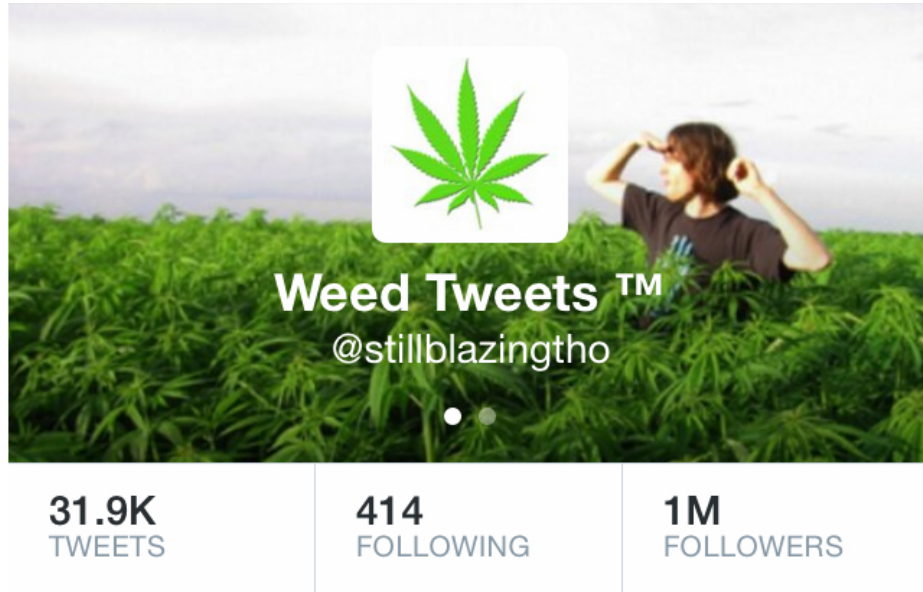 Weed Tweets ™
@stillblazingtho
31.9K
TWEETS
414
FOLLOWING
1M
FOLLOWERS